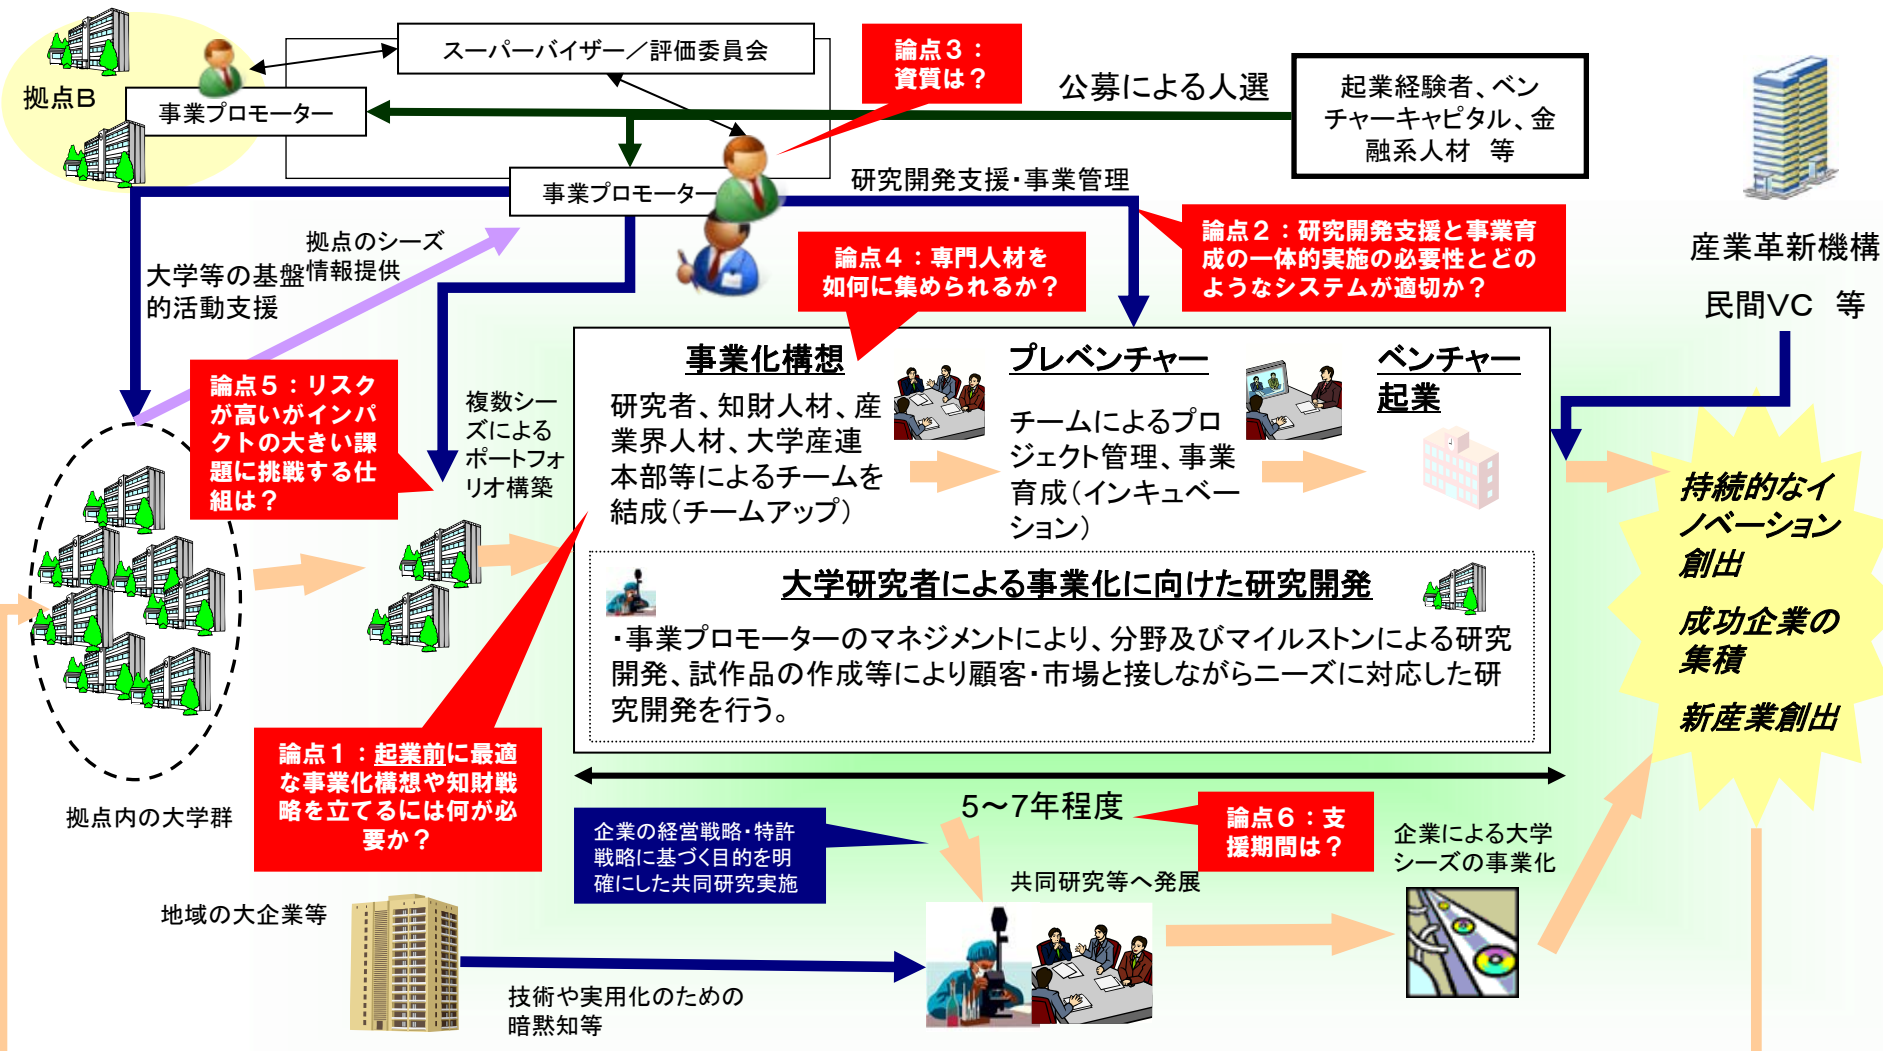 スーパーバイザー／評価委員会
論点３：
資質は？
公募による人選
起業経験者、ベン
チャーキャピタル、金
融系人材　等
拠点Ｂ
事業プロモーター
事業プロモーター
研究開発支援・事業管理
論点２：研究開発支援と事業育
成の一体的実施の必要性とどの
ようなシステムが適切か？
産業革新機構
民間VC　等
拠点のシーズ
情報提供
大学等の基盤
的活動支援
論点４：専門人材を
如何に集められるか？
論点５：リスク
が高いがインパ
クトの大きい課
題に挑戦する仕
組は？
複数シー
ズによる
ポートフォ
リオ構築
事業化構想
研究者、知財人材、産
業界人材、大学産連
本部等によるチームを
結成（チームアップ）
プレベンチャー
チームによるプロ
ジェクト管理、事業
育成（インキュベー
ション）
ベンチャー
起業
大学研究者による事業化に向けた研究開発
・事業プロモーターのマネジメントにより、分野及びマイルストンによる研究
開発、試作品の作成等により顧客・市場と接しながらニーズに対応した研
究開発を行う。
持続的なイ
ノベーション
創出
成功企業の
集積
新産業創出
論点１：起業前に最適
な事業化構想や知財戦
略を立てるには何が必
要か？
拠点内の大学群
5～7年程度
論点６：支
援期間は？
企業の経営戦略・特許
戦略に基づく目的を明
確にした共同研究実施
共同研究等へ発展
企業による大学
シーズの事業化
地域の大企業等
技術や実用化のための
暗黙知等